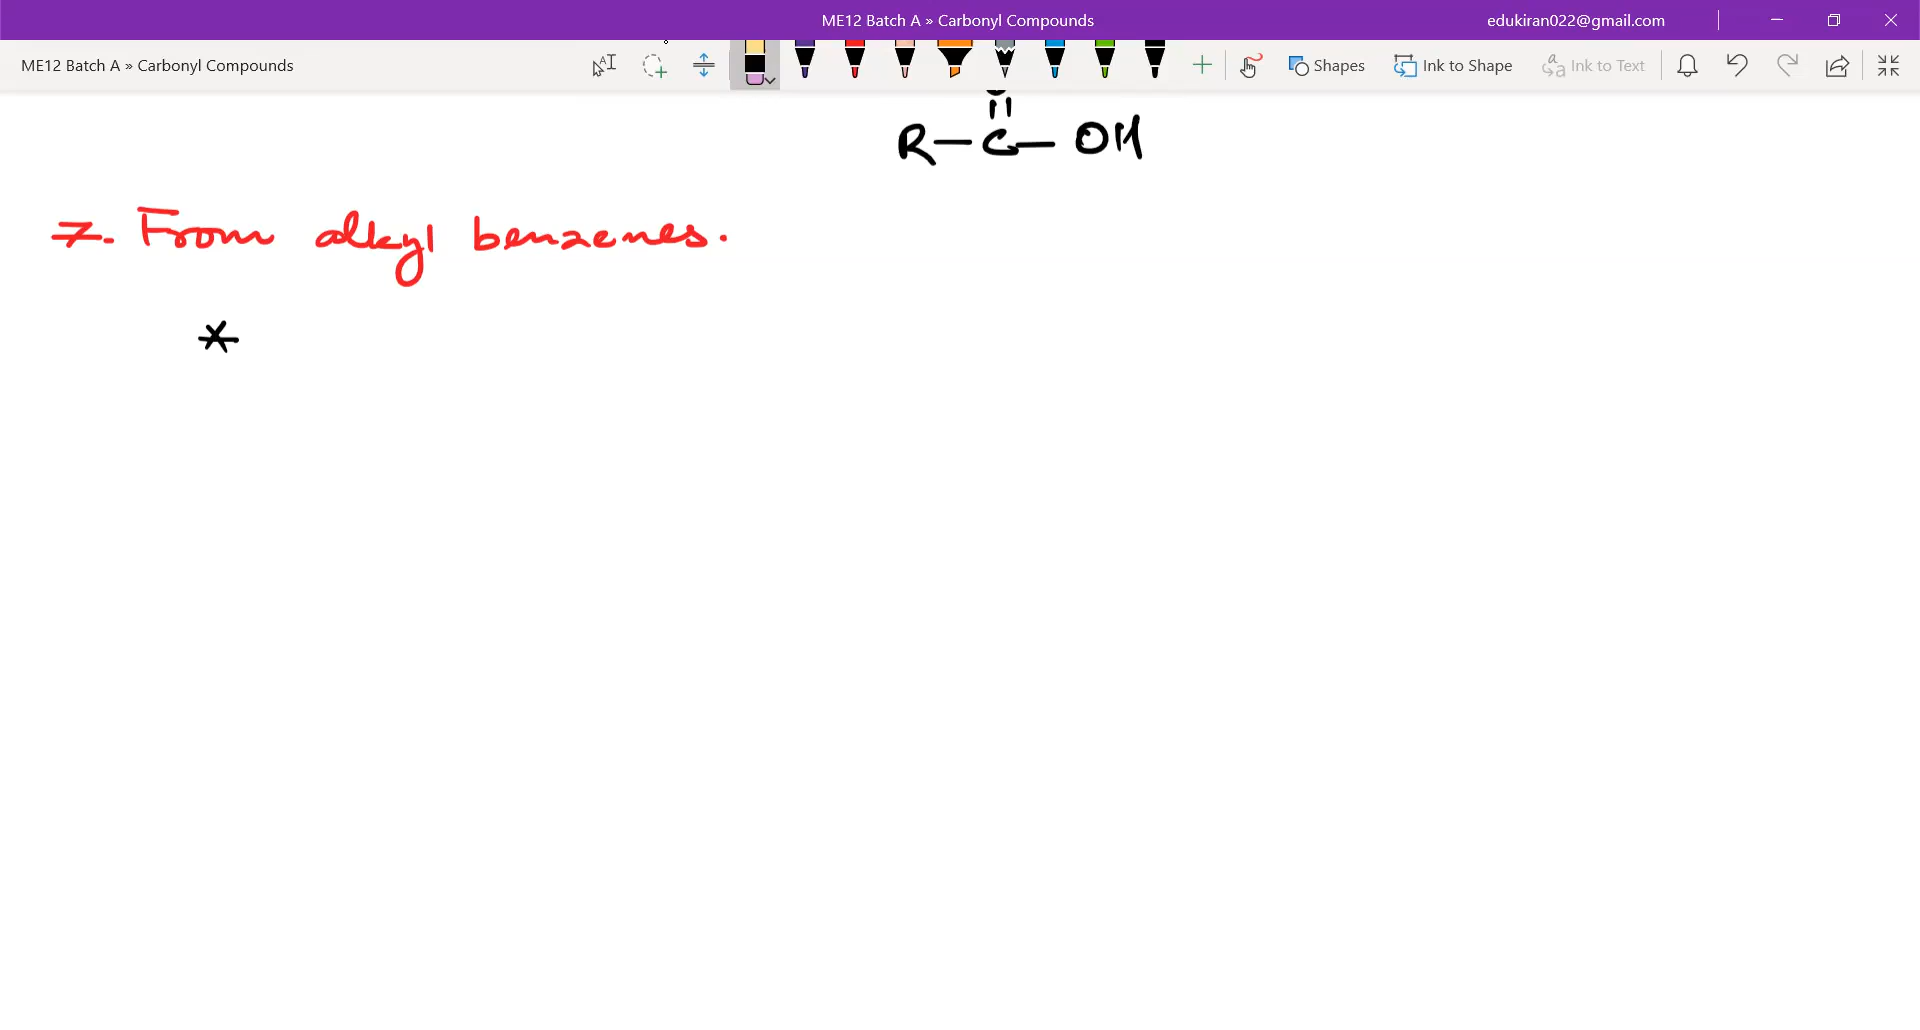 ME12 Batch A » Carbonyl Compounds
edukiran022@gmail.com
ME12 Batch A » Carbonyl Compounds
Shapes
Ink to Shape
Ink to Text
R — C — OH
7. From alkyl benzenes.
*